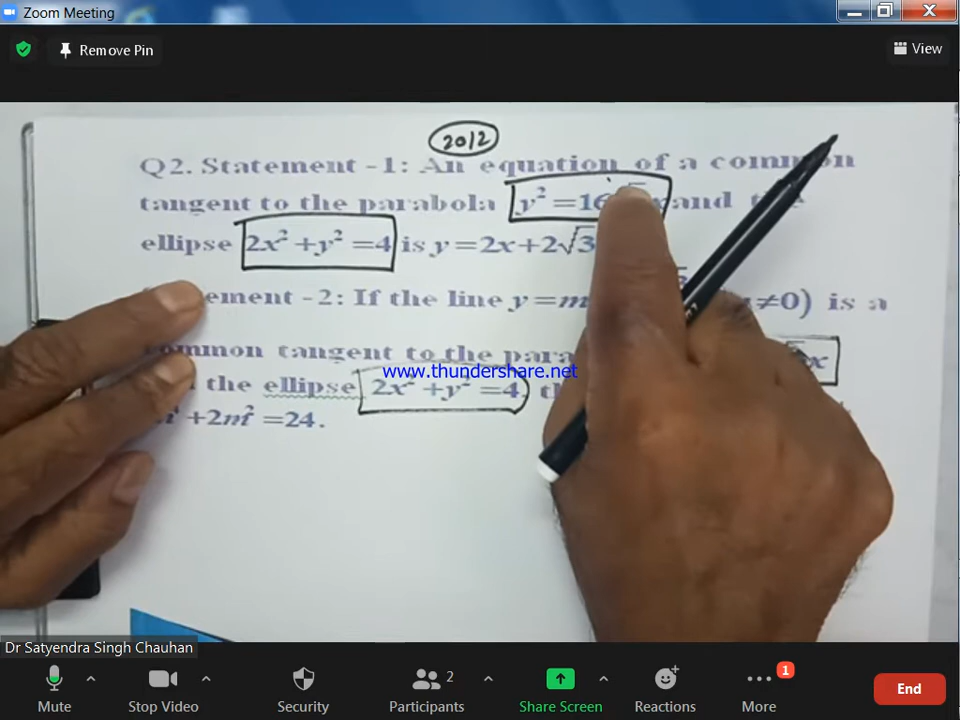 Zoom Meeting
Remove Pin
View
2012
Q2. Statement -1: An equation of a common
tangent to the parabola y² =16 x and the
ellipse 2x² +y² =4 is y=2x+2√3
ement -2: If the line y=m ≠0) is a
ommon tangent to the para x
www.thundershare.net
the ellipse 2x² +y² =4,
+2m² =24.
Dr Satyendra Singh Chauhan
2
1
Mute
Stop Video
Security
Participants
Share Screen
Reactions
More
End